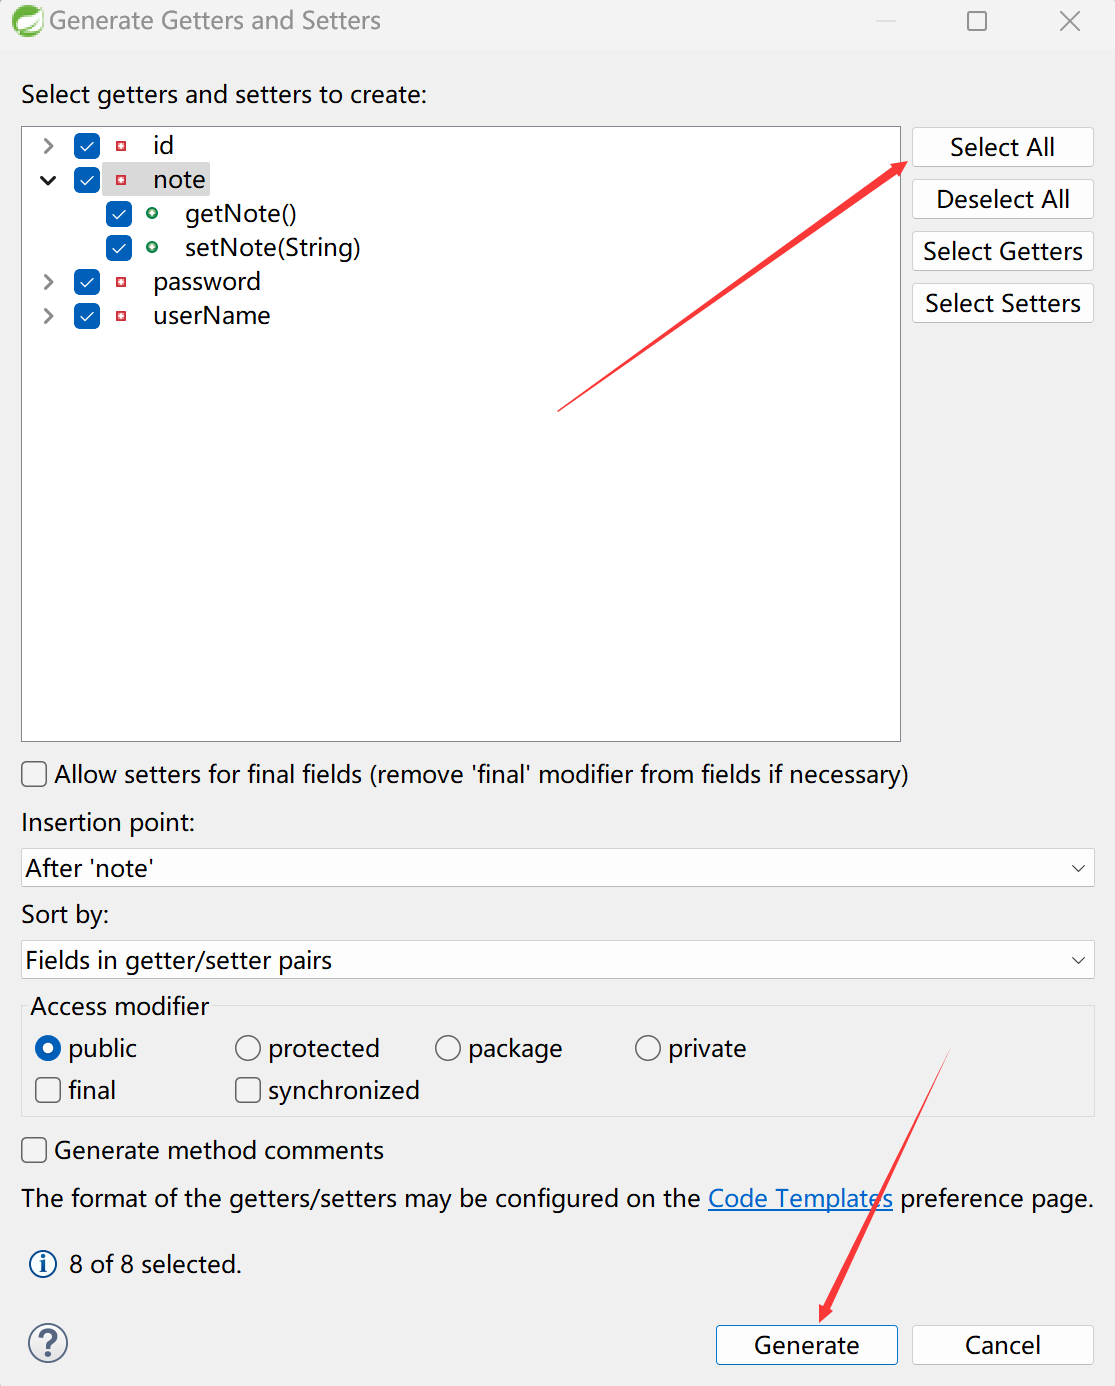 Generate Getters and Setters
Select getters and setters to create:
id
note
getNote()
setNote(String)
password
userName
Select All
Deselect All
Select Getters
Select Setters
Allow setters for final fields (remove 'final' modifier from fields if necessary)
Insertion point:
After 'note'
Sort by:
Fields in getter/setter pairs
Access modifier
public protected package private
final synchronized
Generate method comments
The format of the getters/setters may be configured on the Code Templates preference page.
8 of 8 selected.
Generate Cancel